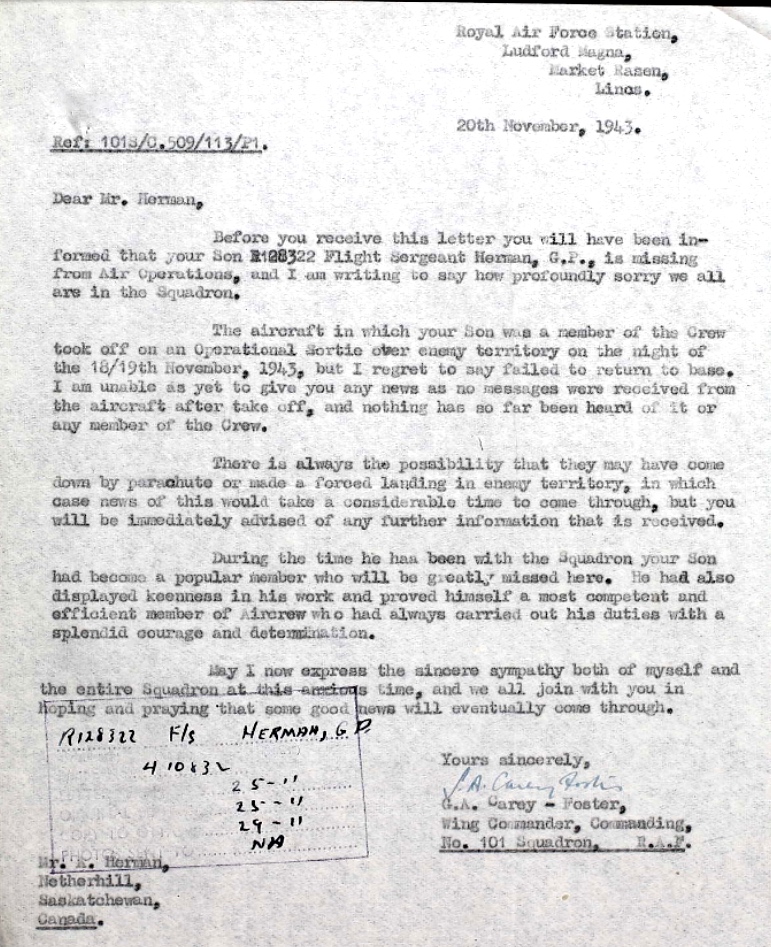 Royal Air Force Station,
Ludford Magna,
Market Rasen,
Lincs.
20th November, 1943.
Ref: 101S/C.509/113/P1.
Dear Mr. Herman,
Before you receive this letter you will have been in-
formed that your Son R128322 Flight Sergeant Herman, G.P., is missing
from Air Operations, and I am writing to say how profoundly sorry we all
are in the Squadron.
The aircraft in which your Son was a member of the Crew
took off on an Operational Sortie over enemy territory on the night of
the 18/19th November, 1943, but I regret to say failed to return to base.
I am unable as yet to give you any news as no messages were received from
the aircraft after take off, and nothing has so far been heard of it or
any member of the Crew.
There is always the possibility that they may have come
down by parachute or made a forced landing in enemy territory, in which
case news of this would take a considerable time to come through, but you
will be immediately advised of any further information that is received.
During the time he has been with the Squadron your Son
had become a popular member who will be greatly missed here. He had also
displayed keenness in his work and proved himself a most competent and
efficient member of Aircrew who had always carried out his duties with a
splendid courage and determination.
May I now express the sincere sympathy both of myself and
the entire Squadron at this anxious time, and we all join with you in
hoping and praying that some good news will eventually come through.
R128322 F/s HERMAN, G P.
410832
25-11
25-11
29-11
NA
Yours sincerely,
G.A. Carey-Foster
G.A. Carey - Foster,
Wing Commander, Commanding,
No. 101 Squadron, R.A.F.
Mr. Herman,
Netherhill,
Saskatchewan,
Canada.